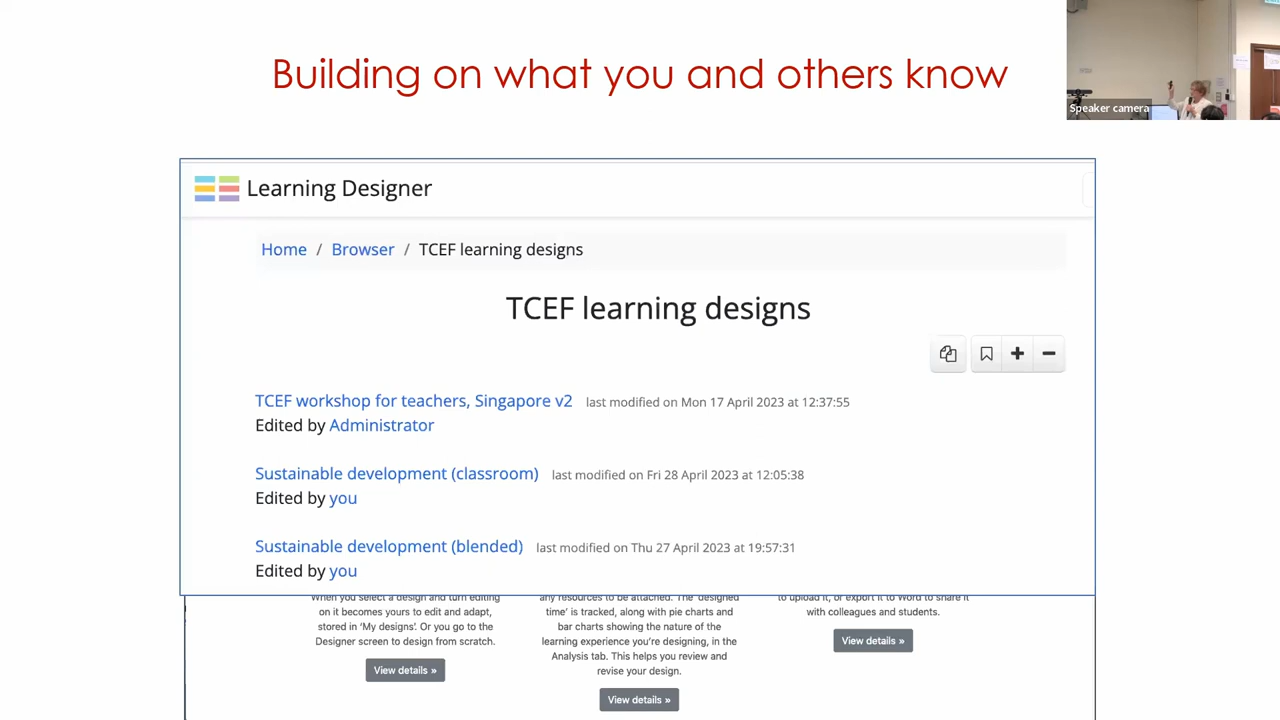 Building on what you and others know
Speaker camera
Learning Designer
Home / Browser / TCEF learning designs
TCEF learning designs
TCEF workshop for teachers, Singapore v2 last modified on Mon 17 April 2023 at 12:37:55
Edited by Administrator
Sustainable development (classroom) last modified on Fri 28 April 2023 at 12:05:38
Edited by you
Sustainable development (blended) last modified on Thu 27 April 2023 at 19:57:31
Edited by you
When you select a design and turn editing
on it becomes yours to edit and adapt,
stored in 'My designs'. Or you go to the
Designer screen to design from scratch.
View details »
any resources to be attached. The 'designed
time' is tracked, along with pie charts and
bar charts showing the nature of the
learning experience you're designing, in the
Analysis tab. This helps you review and
revise your design.
View details »
to upload it, or export it to Word to share it
with colleagues and students.
View details »